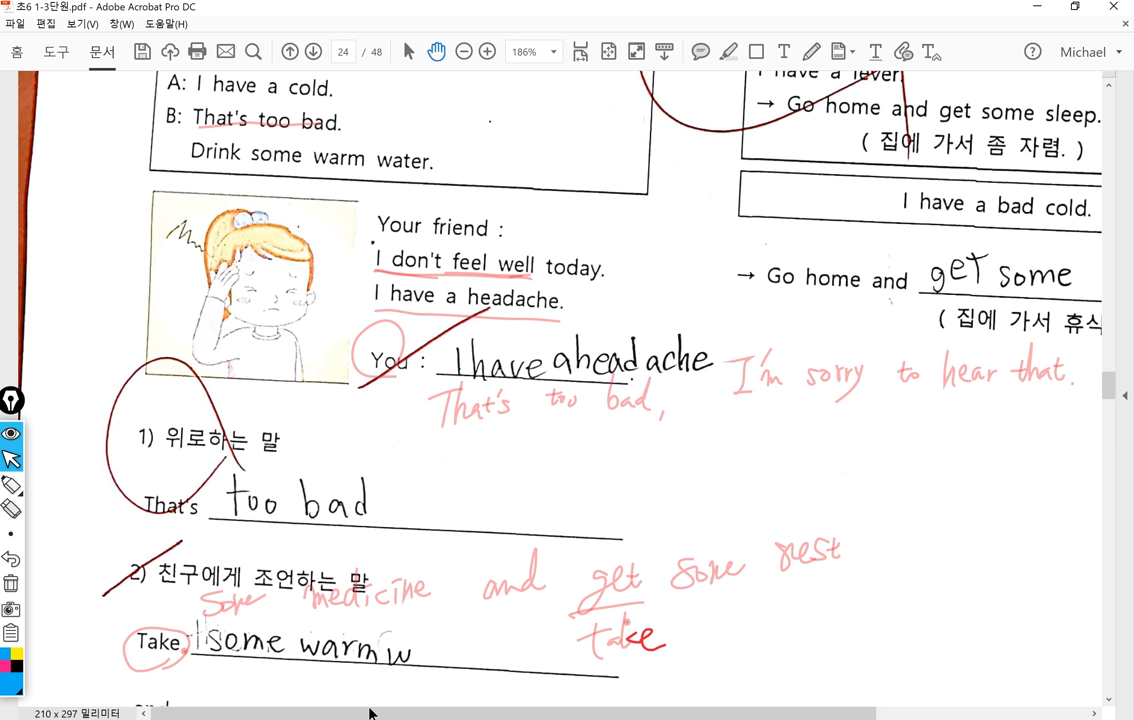 초6 1-3단원.pdf - Adobe Acrobat Pro DC
파일 편집 보기(V) 창(W) 도움말(H)
홈 도구 문서 24 / 48 186% Michael
A: I have a cold.
B: That's too bad.
Drink some warm water.
I have a fever.
→ Go home and get some sleep.
( 집에 가서 좀 자렴. )
I have a bad cold.
→ Go home and get some
( 집에 가서 휴식
Your friend :
I don't feel well today.
I have a headache.
You : I have a headache
That's too bad, I'm sorry to hear that.
1) 위로하는 말
That's too bad
2) 친구에게 조언하는 말
some medicine and get some rest
take
Take some warm w
210 x 297 밀리미터